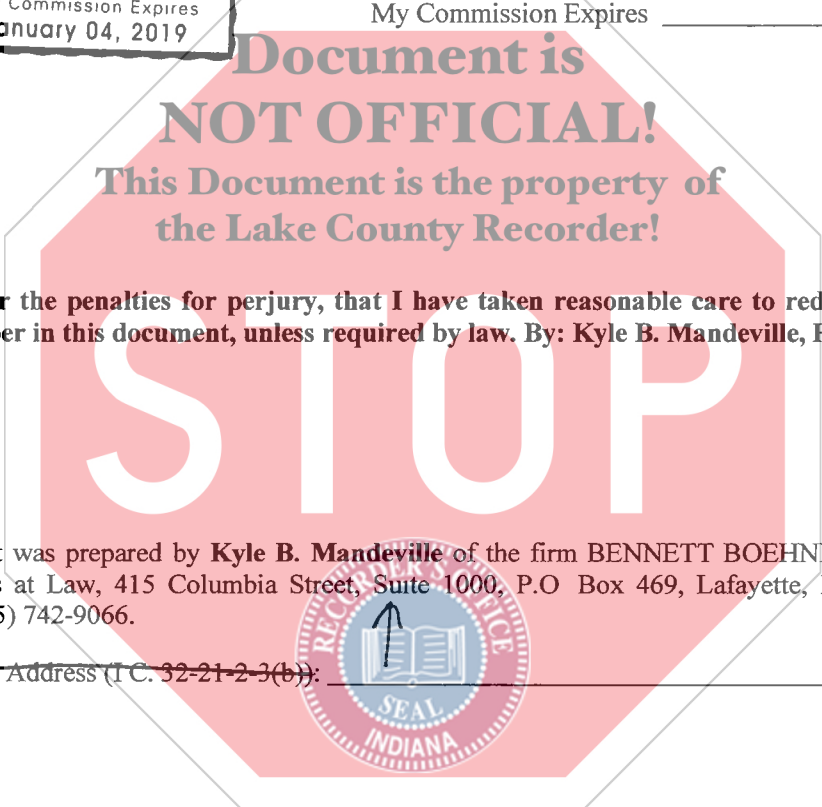 Commission Expires
January 04, 2019
My Commission Expires
Document is
NOT OFFICIAL!
This Document is the property of
the Lake County Recorder!
r the penalties for perjury, that I have taken reasonable care to red
er in this document, unless required by law. By: Kyle B. Mandeville, 
STOP
t was prepared by Kyle B. Mandeville of the firm BENNETT BOEHN
s at Law, 415 Columbia Street, Suite 1000, P.O Box 469, Lafayette,
5) 742-9066.
Address (I C. 32-21-2-3(b)):
RECORDER'S OFFICE
SEAL
INDIANA